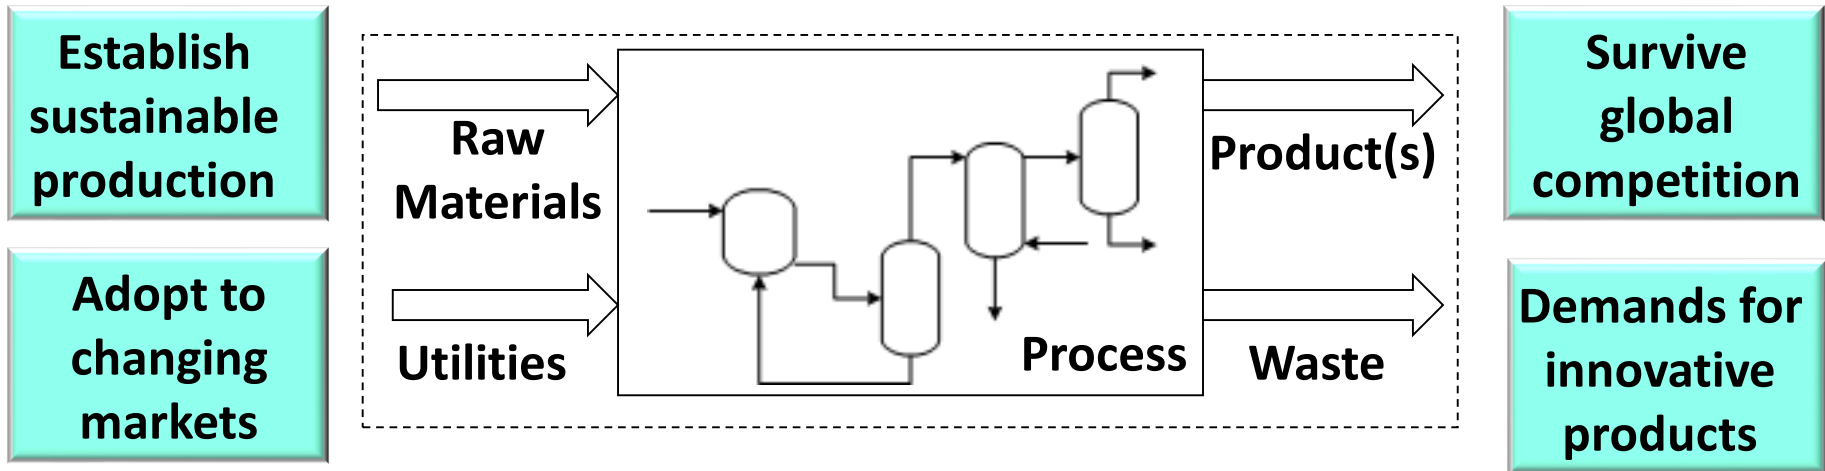 Establish
sustainable
production
Adopt to
changing
markets
Raw
Materials
Utilities
Process
Product(s)
Waste
Survive
global
competition
Demands for
innovative
products